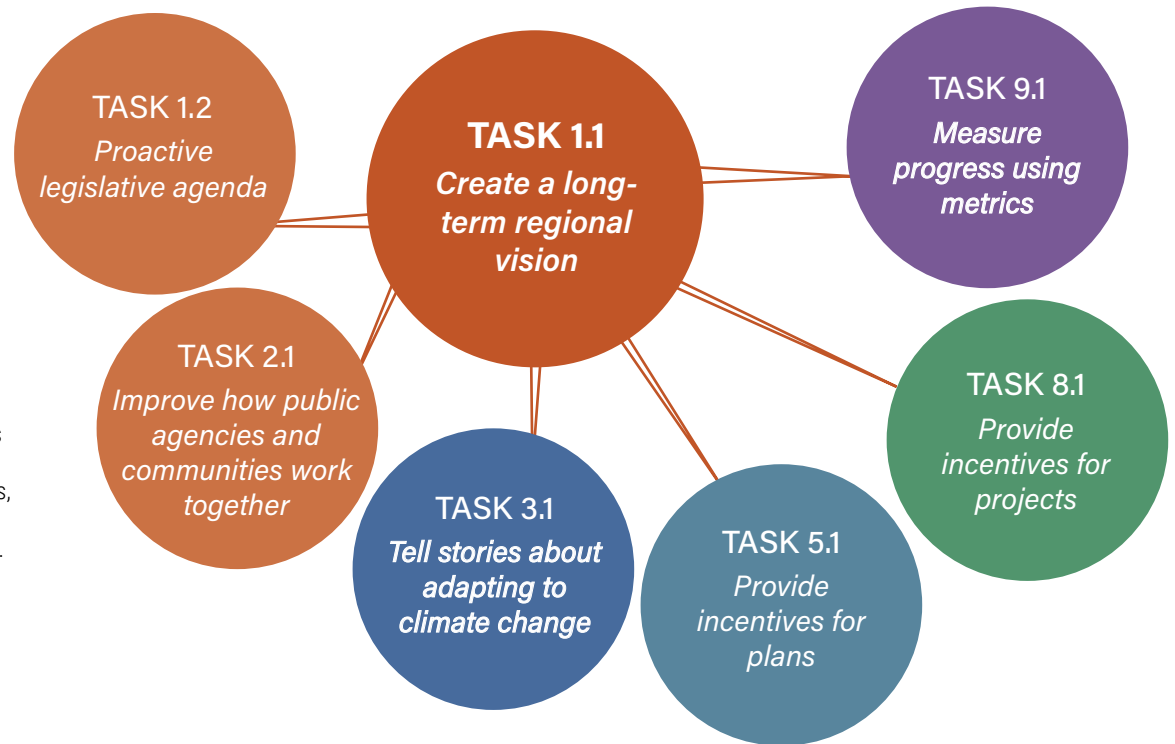 TASK 1.2
Proactive
legislative agenda
TASK 1.1
Create a long-
term regional
vision
TASK 9.1
Measure
progress using
metrics
TASK 2.1
Improve how public
agencies and
communities work
together
TASK 3.1
Tell stories about
adapting to
climate change
TASK 5.1
Provide
incentives for
plans
TASK 8.1
Provide
incentives for
projects